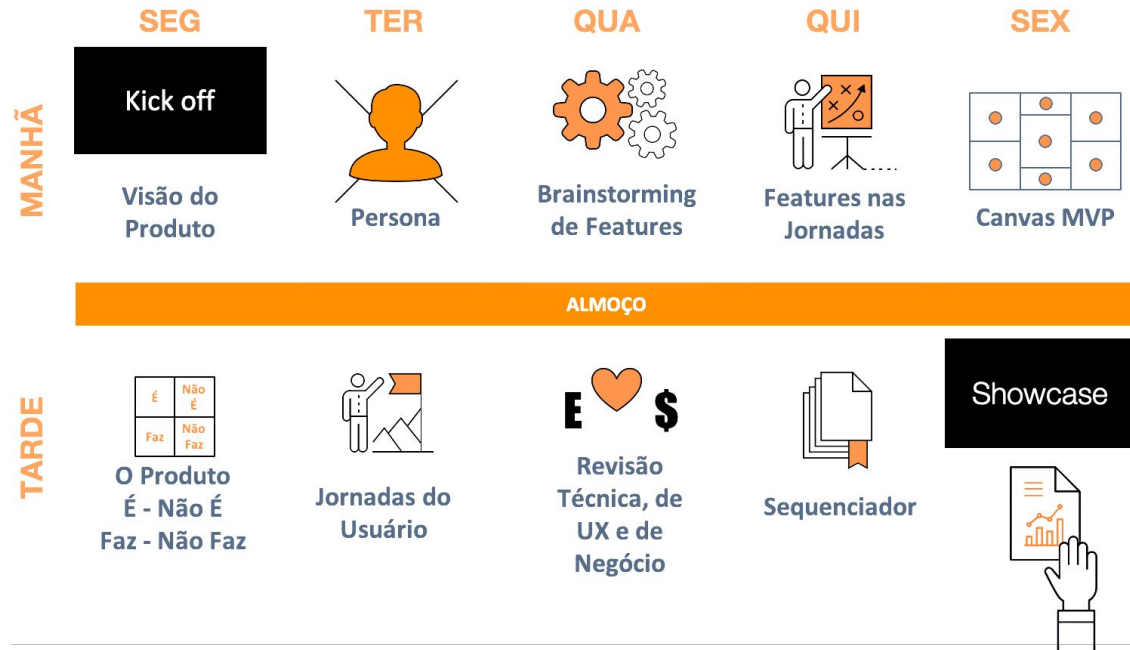 SEG
TER
QUA
QUI
SEX
MANHÃ
Kick off
Visão do
Produto
Persona
Brainstorming
de Features
Features nas
Jornadas
Canvas MVP
ALMOÇO
TARDE
É
Não
É
Faz
Não
Faz
O Produto
É - Não É
Faz - Não Faz
Jornadas do
Usuário
E $
Revisão
Técnica, de
UX e de
Negócio
Sequenciador
Showcase